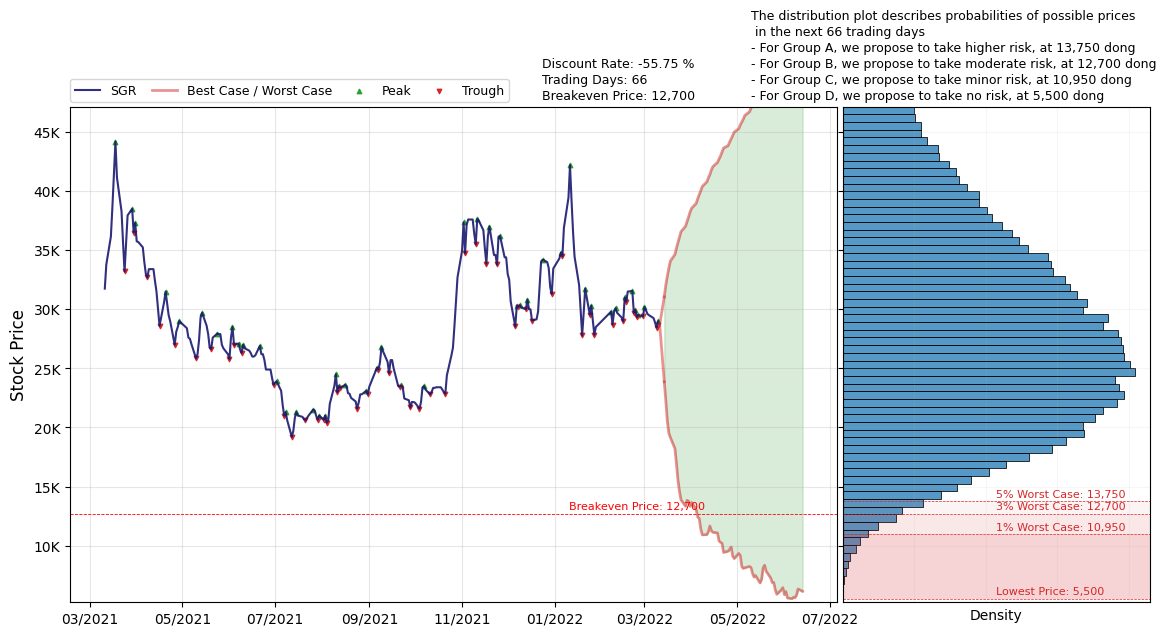 The distribution plot describes probabilities of possible prices
in the next 66 trading days
- For Group A, we propose to take higher risk, at 13,750 dong
- For Group B, we propose to take moderate risk, at 12,700 dong
- For Group C, we propose to take minor risk, at 10,950 dong
- For Group D, we propose to take no risk, at 5,500 dong
Discount Rate: -55.75 %
Trading Days: 66
Breakeven Price: 12,700
SGR Best Case / Worst Case Peak Trough
45K
40K
35K
30K
25K
20K
15K
10K
Stock Price
Breakeven Price: 12,700
5% Worst Case: 13,750
3% Worst Case: 12,700
1% Worst Case: 10,950
Lowest Price: 5,500
03/2021 05/2021 07/2021 09/2021 11/2021 01/2022 03/2022 05/2022 07/2022
Density